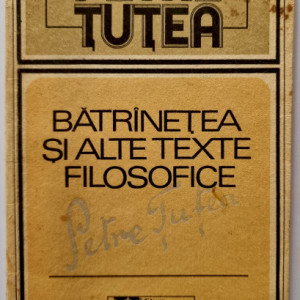 ȚUȚEA
BĂTRÎNEȚEA
ȘI ALTE TEXTE
FILOSOFICE
Petre Țuțea